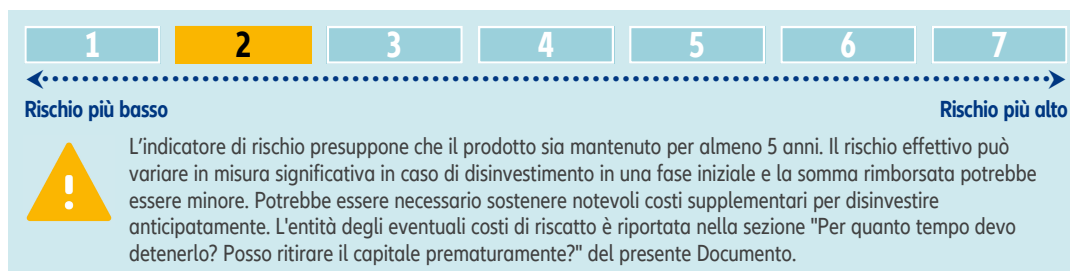 1 2 3 4 5 6 7
Rischio più basso Rischio più alto
L'indicatore di rischio presuppone che il prodotto sia mantenuto per almeno 5 anni. Il rischio effettivo può
variare in misura significativa in caso di disinvestimento in una fase iniziale e la somma rimborsata potrebbe
essere minore. Potrebbe essere necessario sostenere notevoli costi supplementari per disinvestire
anticipatamente. L'entità degli eventuali costi di riscatto è riportata nella sezione "Per quanto tempo devo
detenerlo? Posso ritirare il capitale prematuramente?" del presente Documento.